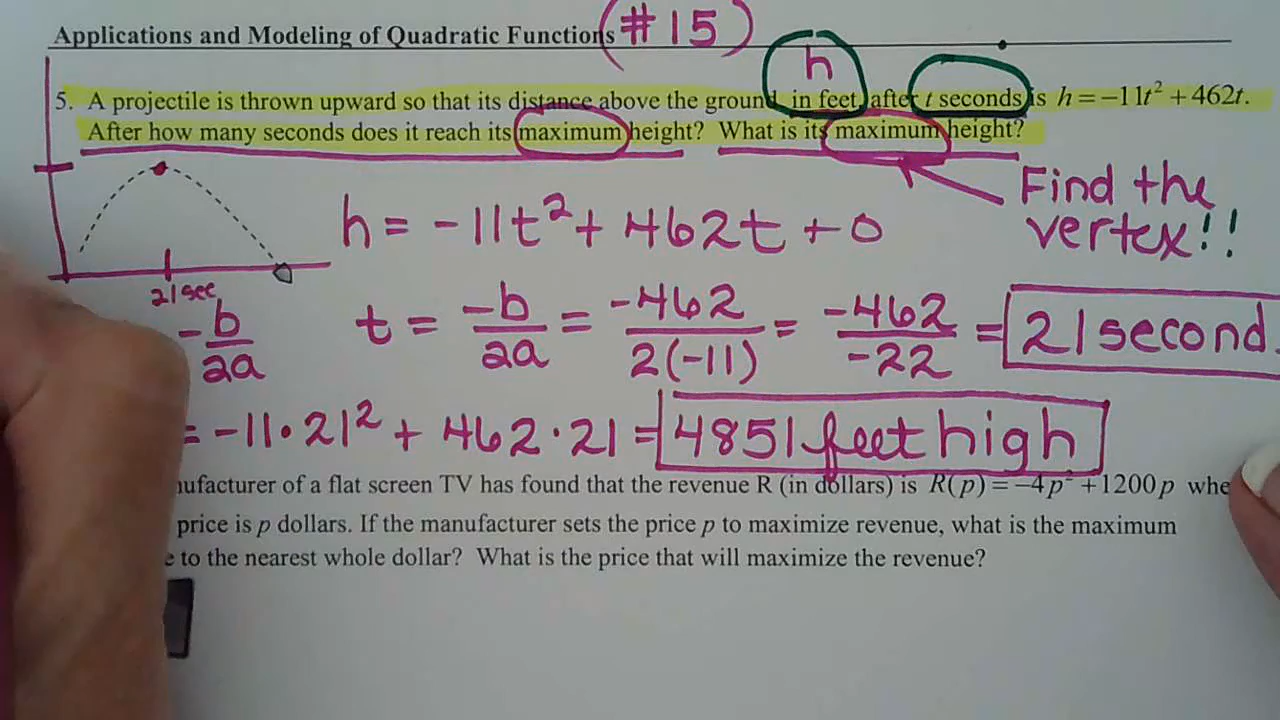 (#15)
Applications and Modeling of Quadratic Functions
h
5. A projectile is thrown upward so that its distance above the ground, in feet, after t seconds is h = −11t² + 462t.
After how many seconds does it reach its maximum height? What is its maximum height?
Find the
vertex!!
h = -11t² + 462t + 0
21 sec
-b/2a
t = -b/2a = -462/2(-11) = -462/-22 = 21 second
= -11·21² + 462·21 = 4851 feet high
of a flat screen TV has found that the revenue R (in dollars) is R(p) = −4p² + 1200p
price is p dollars. If the manufacturer sets the price p to maximize revenue, what is the maximum
to the nearest whole dollar? What is the price that will maximize the revenue?